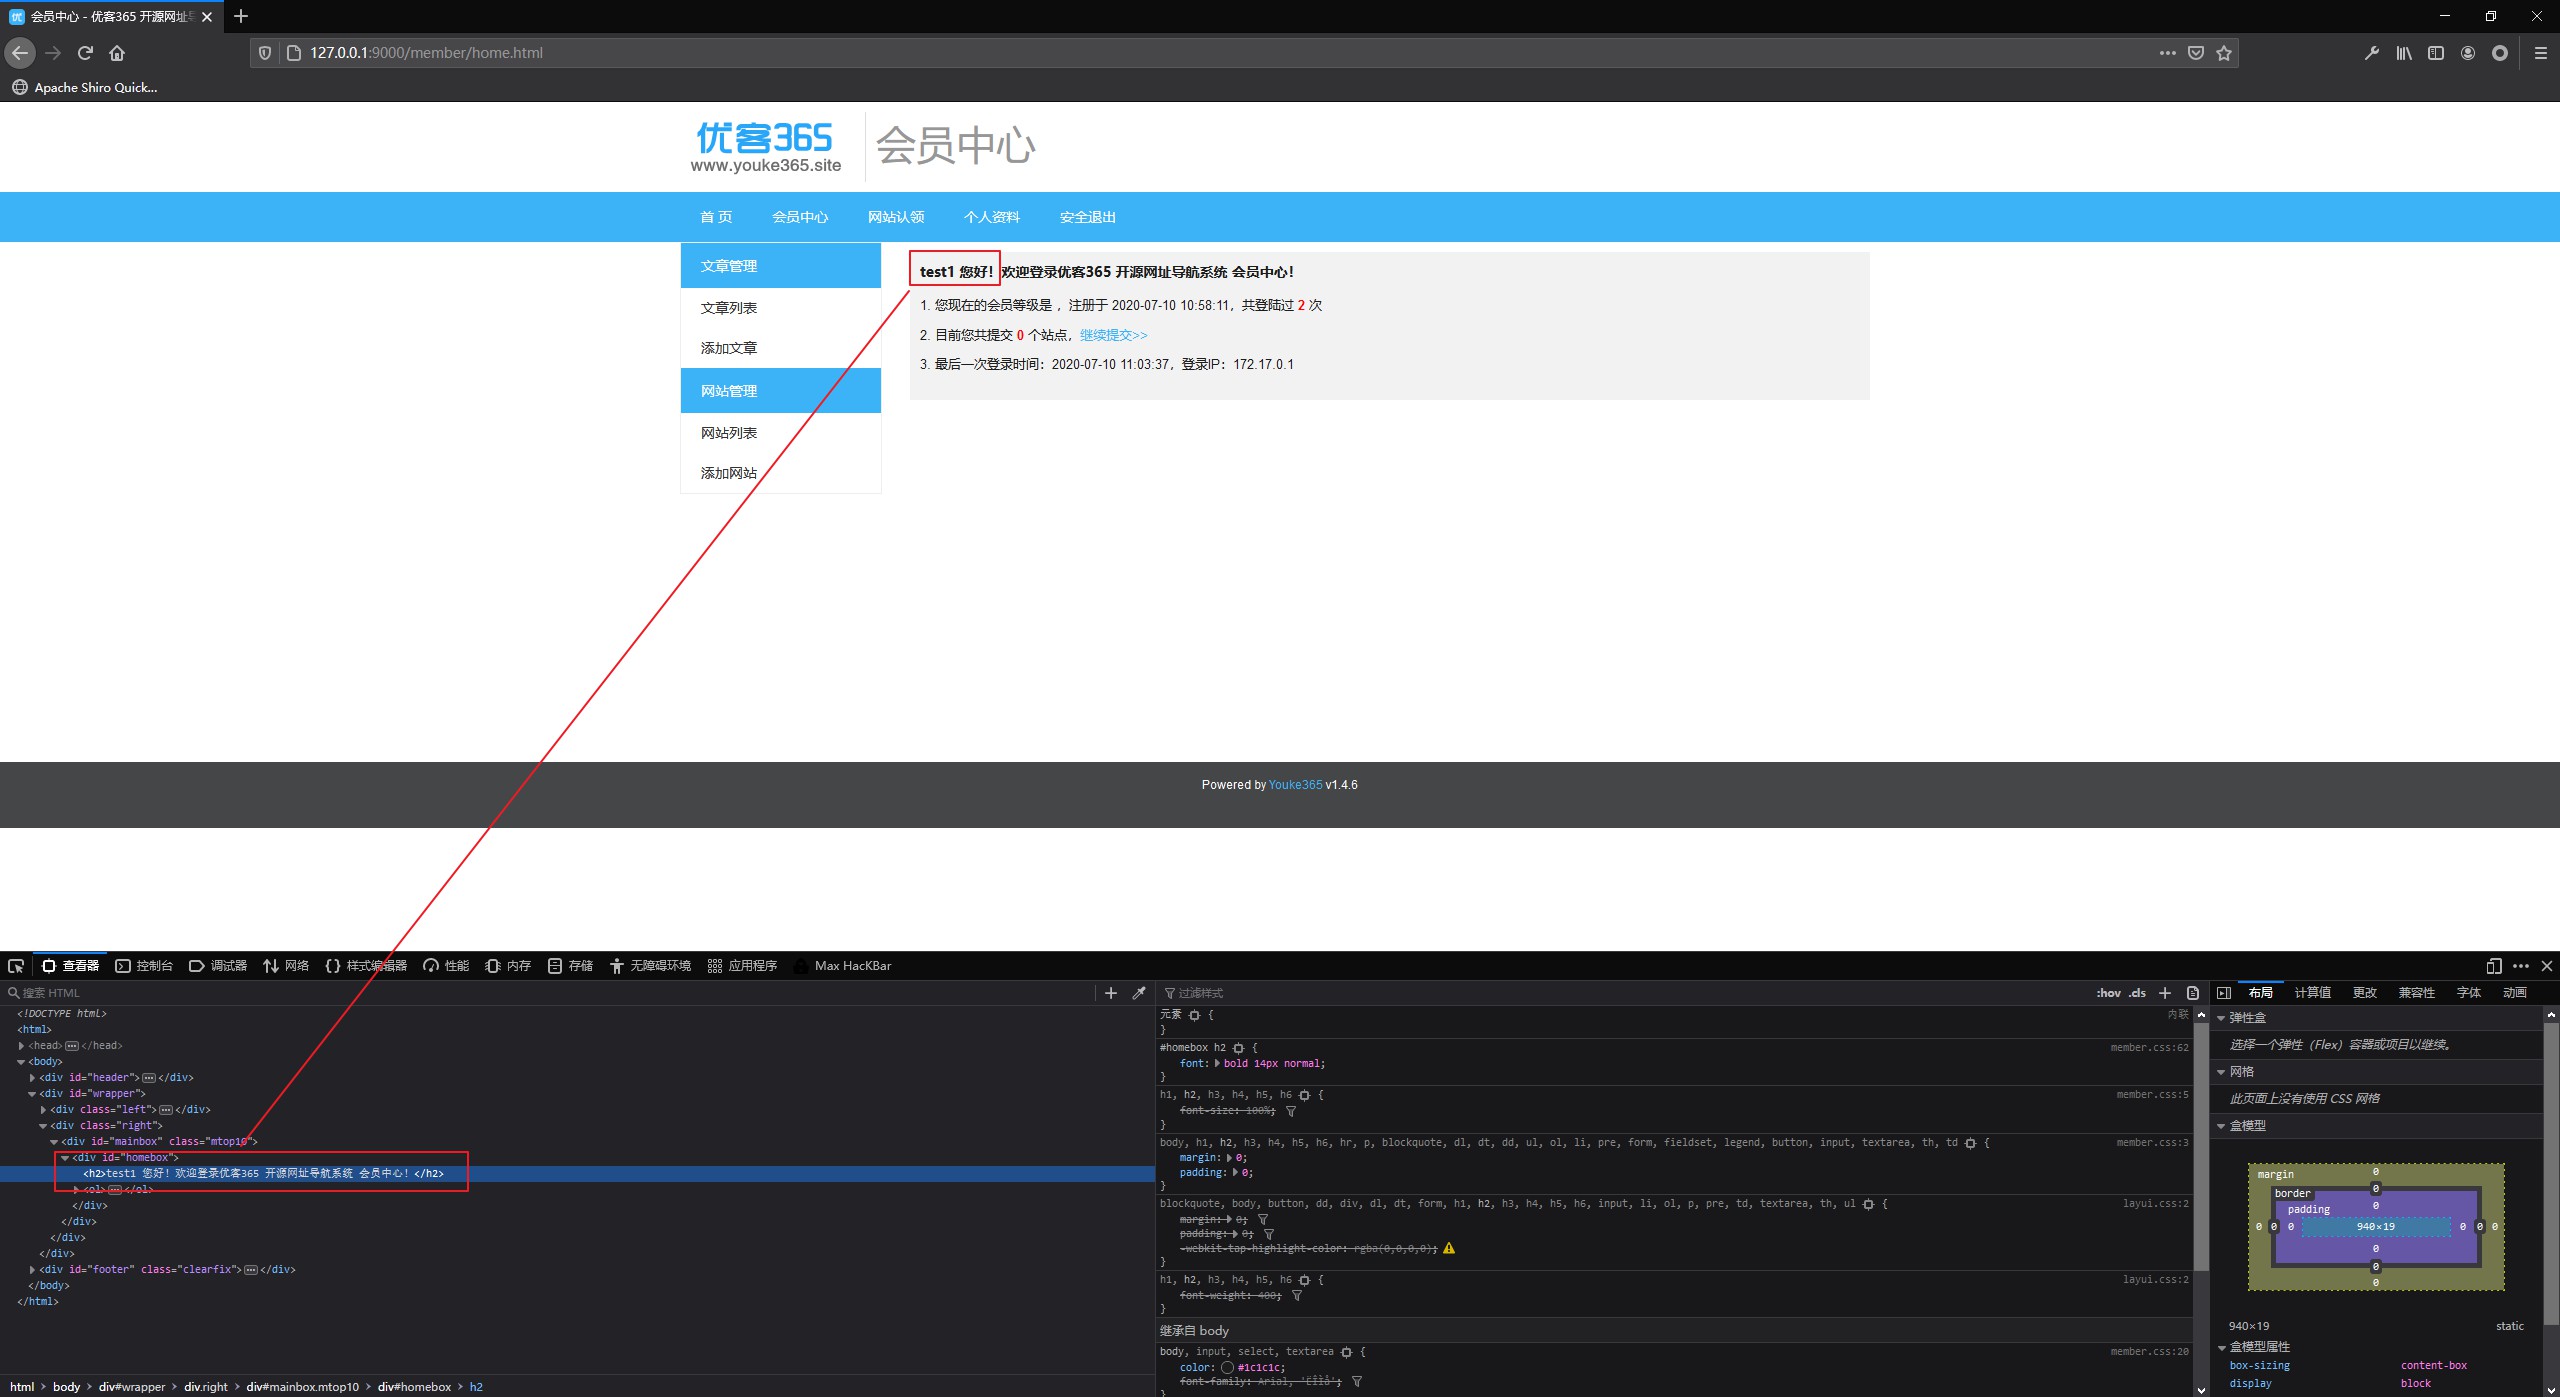 会员中心 - 优客365 开源网址导
127.0.0.1:9000/member/home.html
Apache Shiro Quick...
优客365
www.youke365.site
会员中心
首 页 会员中心 网站认领 个人资料 安全退出
文章管理
文章列表
添加文章
网站管理
网站列表
添加网站
test1 您好！欢迎登录优客365 开源网址导航系统 会员中心！
1. 您现在的会员等级是 ，注册于 2020-07-10 10:58:11，共登陆过 2 次
2. 目前您共提交 0 个站点，继续提交>>
3. 最后一次登录时间：2020-07-10 11:03:37，登录IP：172.17.0.1
Powered by Youke365 v1.4.6
查看器 控制台 调试器 网络 样式编辑器 性能 内存 存储 无障碍环境 应用程序 Max HacKBar
搜索 HTML
<!DOCTYPE html>
<html>
<head>•••</head>
<body>
<div id="header">•••</div>
<div id="wrapper">
<div class="left">•••</div>
<div class="right">
<div id="mainbox" class="mtop10">
<div id="homebox">
<h2>test1 您好！欢迎登录优客365 开源网址导航系统 会员中心！</h2>
<ol>•••</ol>
</div>
</div>
</div>
</div>
<div id="footer" class="clearfix">•••</div>
</body>
</html>
html > body > div#wrapper > div.right > div#mainbox.mtop10 > div#homebox > h2
过滤样式 :hov .cls
元素 { 内联
}
#homebox h2 { member.css:62
font: bold 14px normal;
}
h1, h2, h3, h4, h5, h6 { member.css:5
font-size: 100%;
}
body, h1, h2, h3, h4, h5, h6, hr, p, blockquote, dl, dt, dd, ul, ol, li, pre, form, fieldset, legend, button, input, textarea, th, td { member.css:3
margin: 0;
padding: 0;
}
blockquote, body, button, dd, div, dl, dt, form, h1, h2, h3, h4, h5, h6, input, li, ol, p, pre, td, textarea, th, ul { layui.css:2
margin: 0;
padding: 0;
-webkit-tap-highlight-color: rgba(0,0,0,0);
}
h1, h2, h3, h4, h5, h6 { layui.css:2
font-weight: 400;
}
继承自 body
body, input, select, textarea { member.css:20
color: #1c1c1c;
font-family: Arial, 'ËÎÌå';
}
布局 计算值 更改 兼容性 字体 动画
弹性盒
选择一个弹性（Flex）容器或项目以继续。
网格
此页面上没有使用 CSS 网格
盒模型
margin 0
border 0
padding 0
0 0 0 940×19 0 0 0
0
0
0
940×19 static
盒模型属性
box-sizing content-box
display block